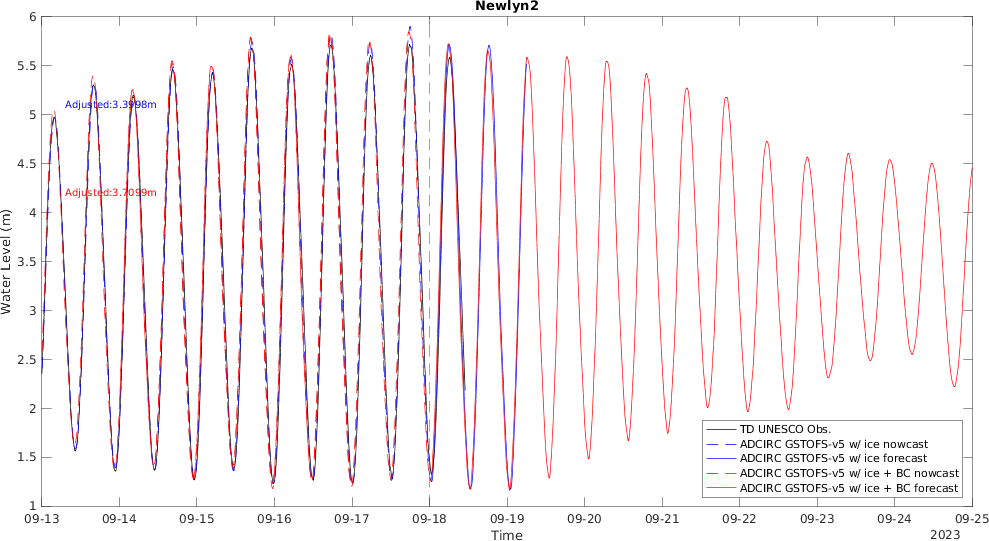 Newlyn2
6
5.5
5
4.5
4
3.5
3
2.5
2
1.5
1
Water Level (m)
Adjusted:3.3998m
Adjusted:3.7099m
TD UNESCO Obs.
ADCIRC GSTOFS-v5 w/ ice nowcast
ADCIRC GSTOFS-v5 w/ ice forecast
ADCIRC GSTOFS-v5 w/ ice + BC nowcast
ADCIRC GSTOFS-v5 w/ ice + BC forecast
09-13 09-14 09-15 09-16 09-17 09-18 09-19 09-20 09-21 09-22 09-23 09-24 09-25
Time
2023